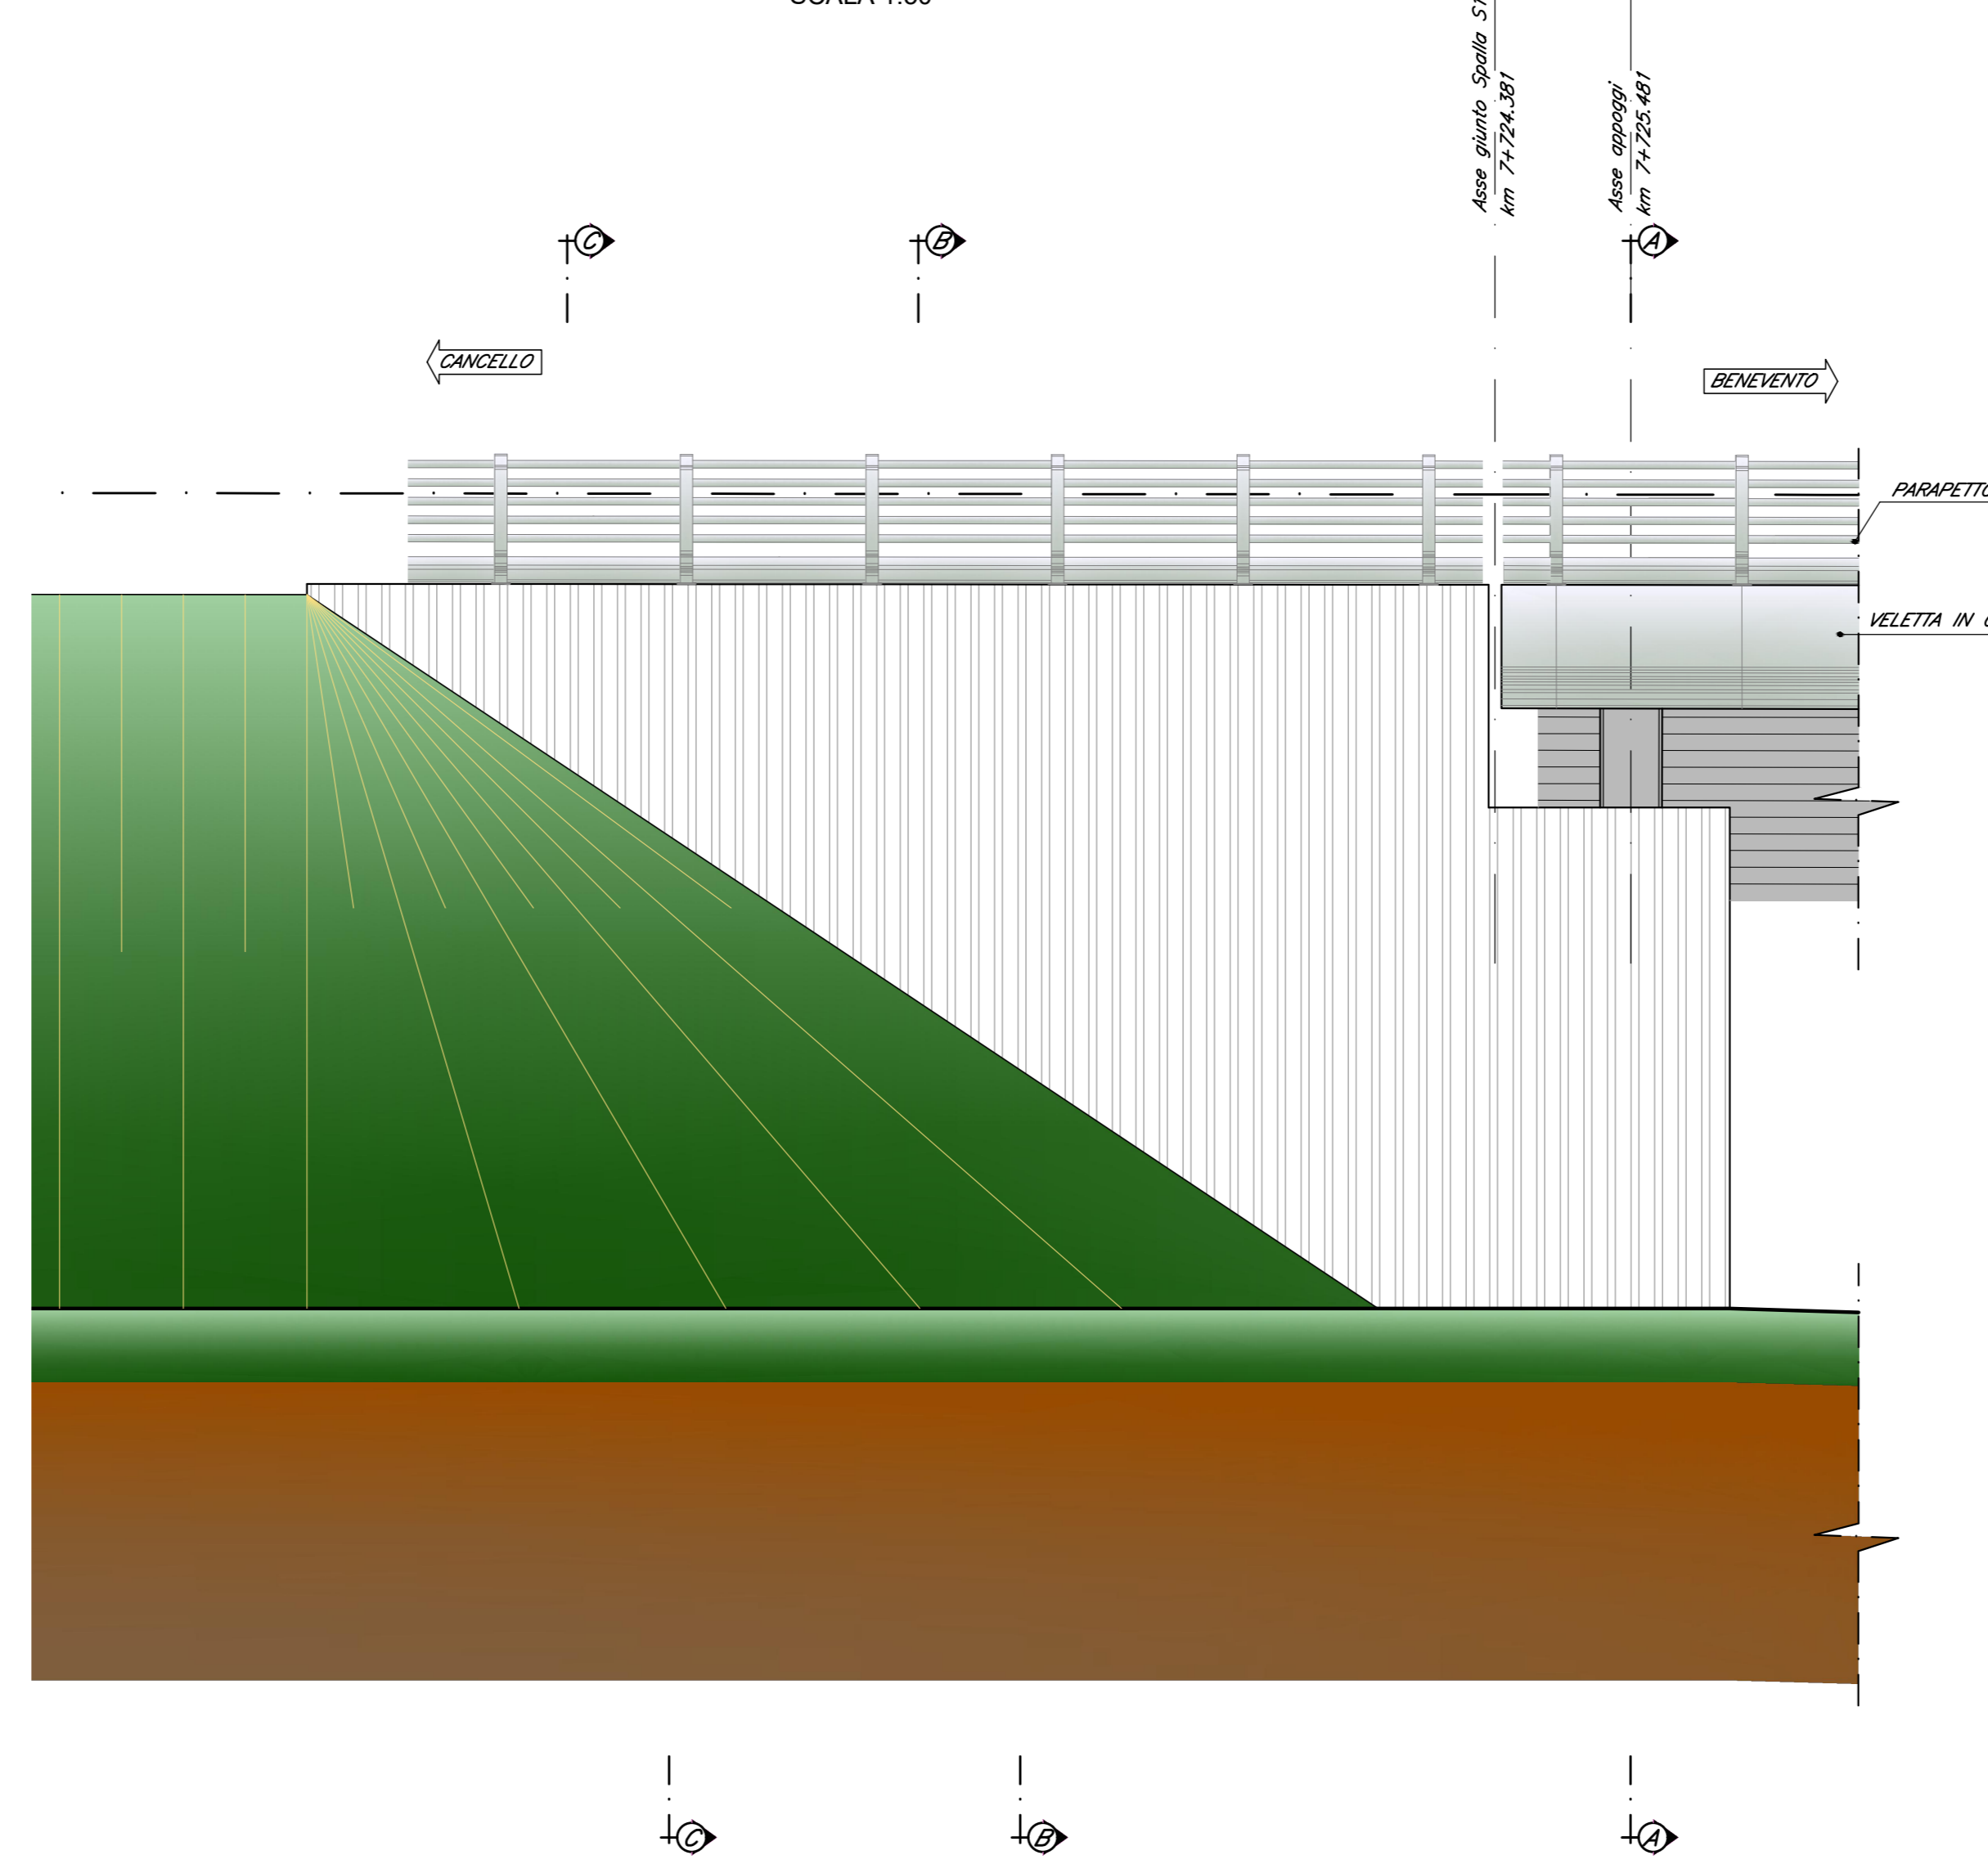 Asse giunto Spalla
km 7+724.381
Asse appoggi
km 7+725.481
C
B
A
CANCELLO
BENEVENTO
PARAPETTO
VELETTA IN
C
B
A